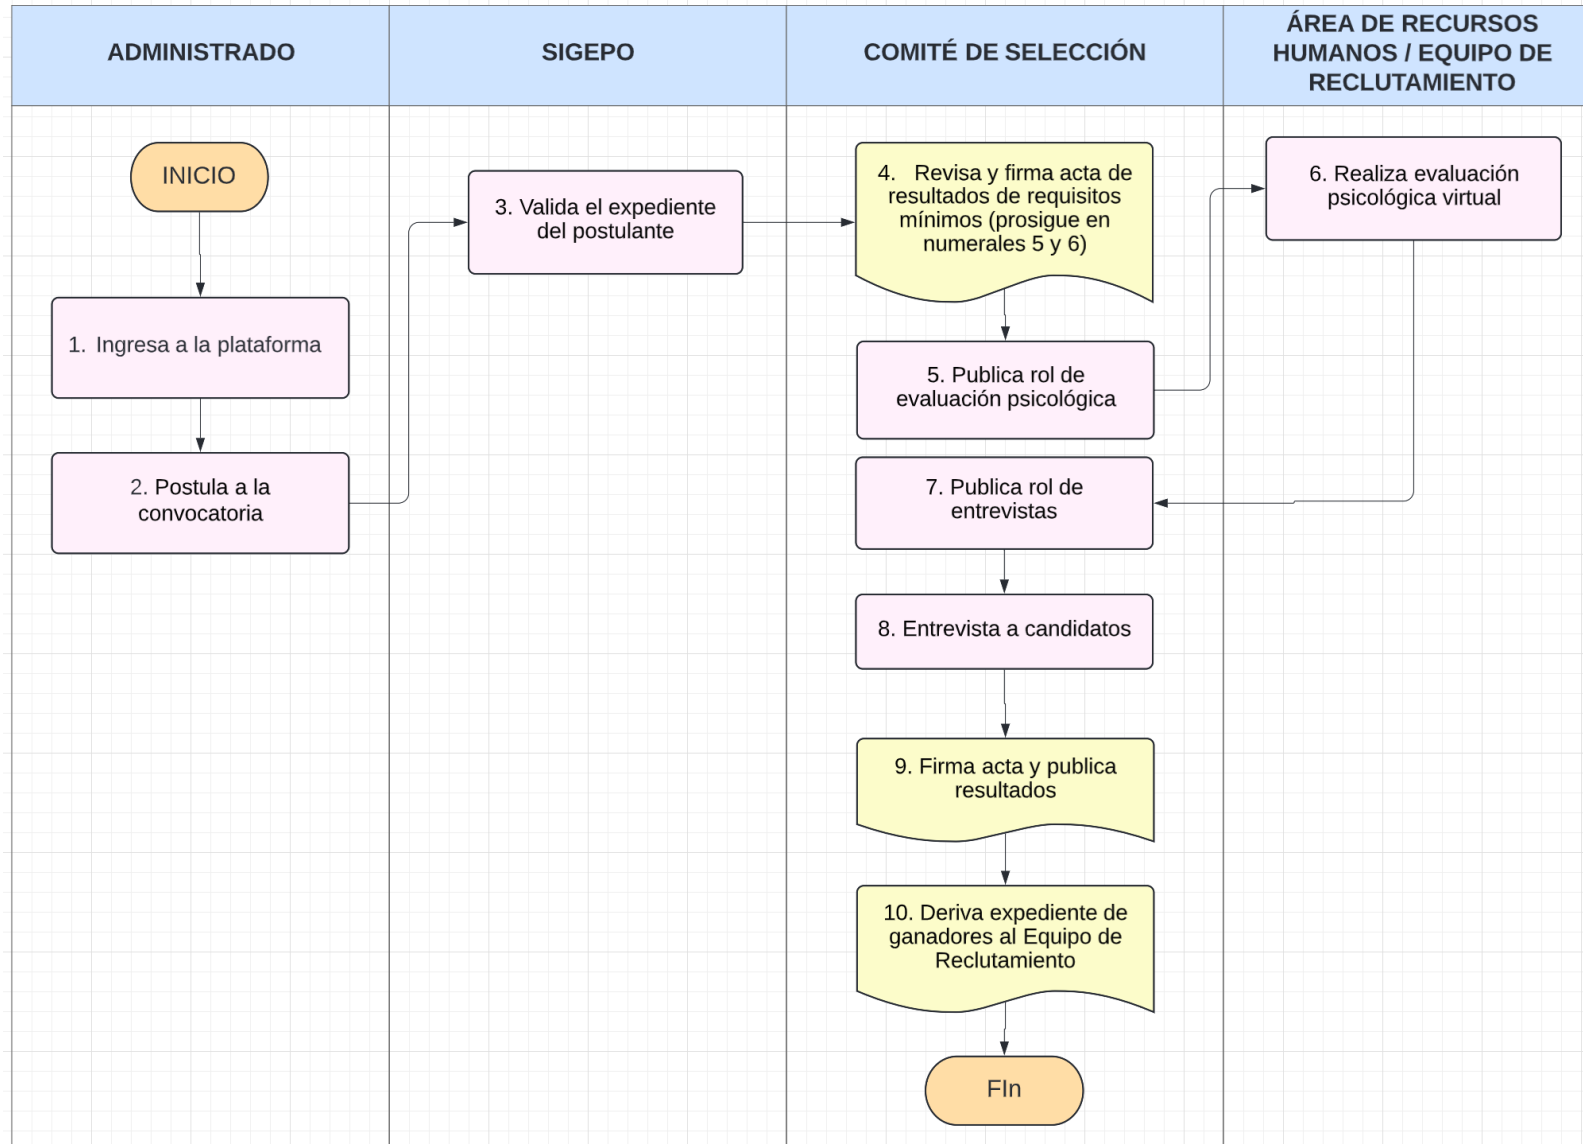 ADMINISTRADO
SIGEPO
COMITÉ DE SELECCIÓN
ÁREA DE RECURSOS
HUMANOS / EQUIPO DE
RECLUTAMIENTO
INICIO
1. Ingresa a la plataforma
2. Postula a la
convocatoria
3. Valida el expediente
del postulante
4. Revisa y firma acta de
resultados de requisitos
mínimos (prosigue en
numerales 5 y 6)
5. Publica rol de
evaluación psicológica
6. Realiza evaluación
psicológica virtual
7. Publica rol de
entrevistas
8. Entrevista a candidatos
9. Firma acta y publica
resultados
10. Deriva expediente de
ganadores al Equipo de
Reclutamiento
FIn